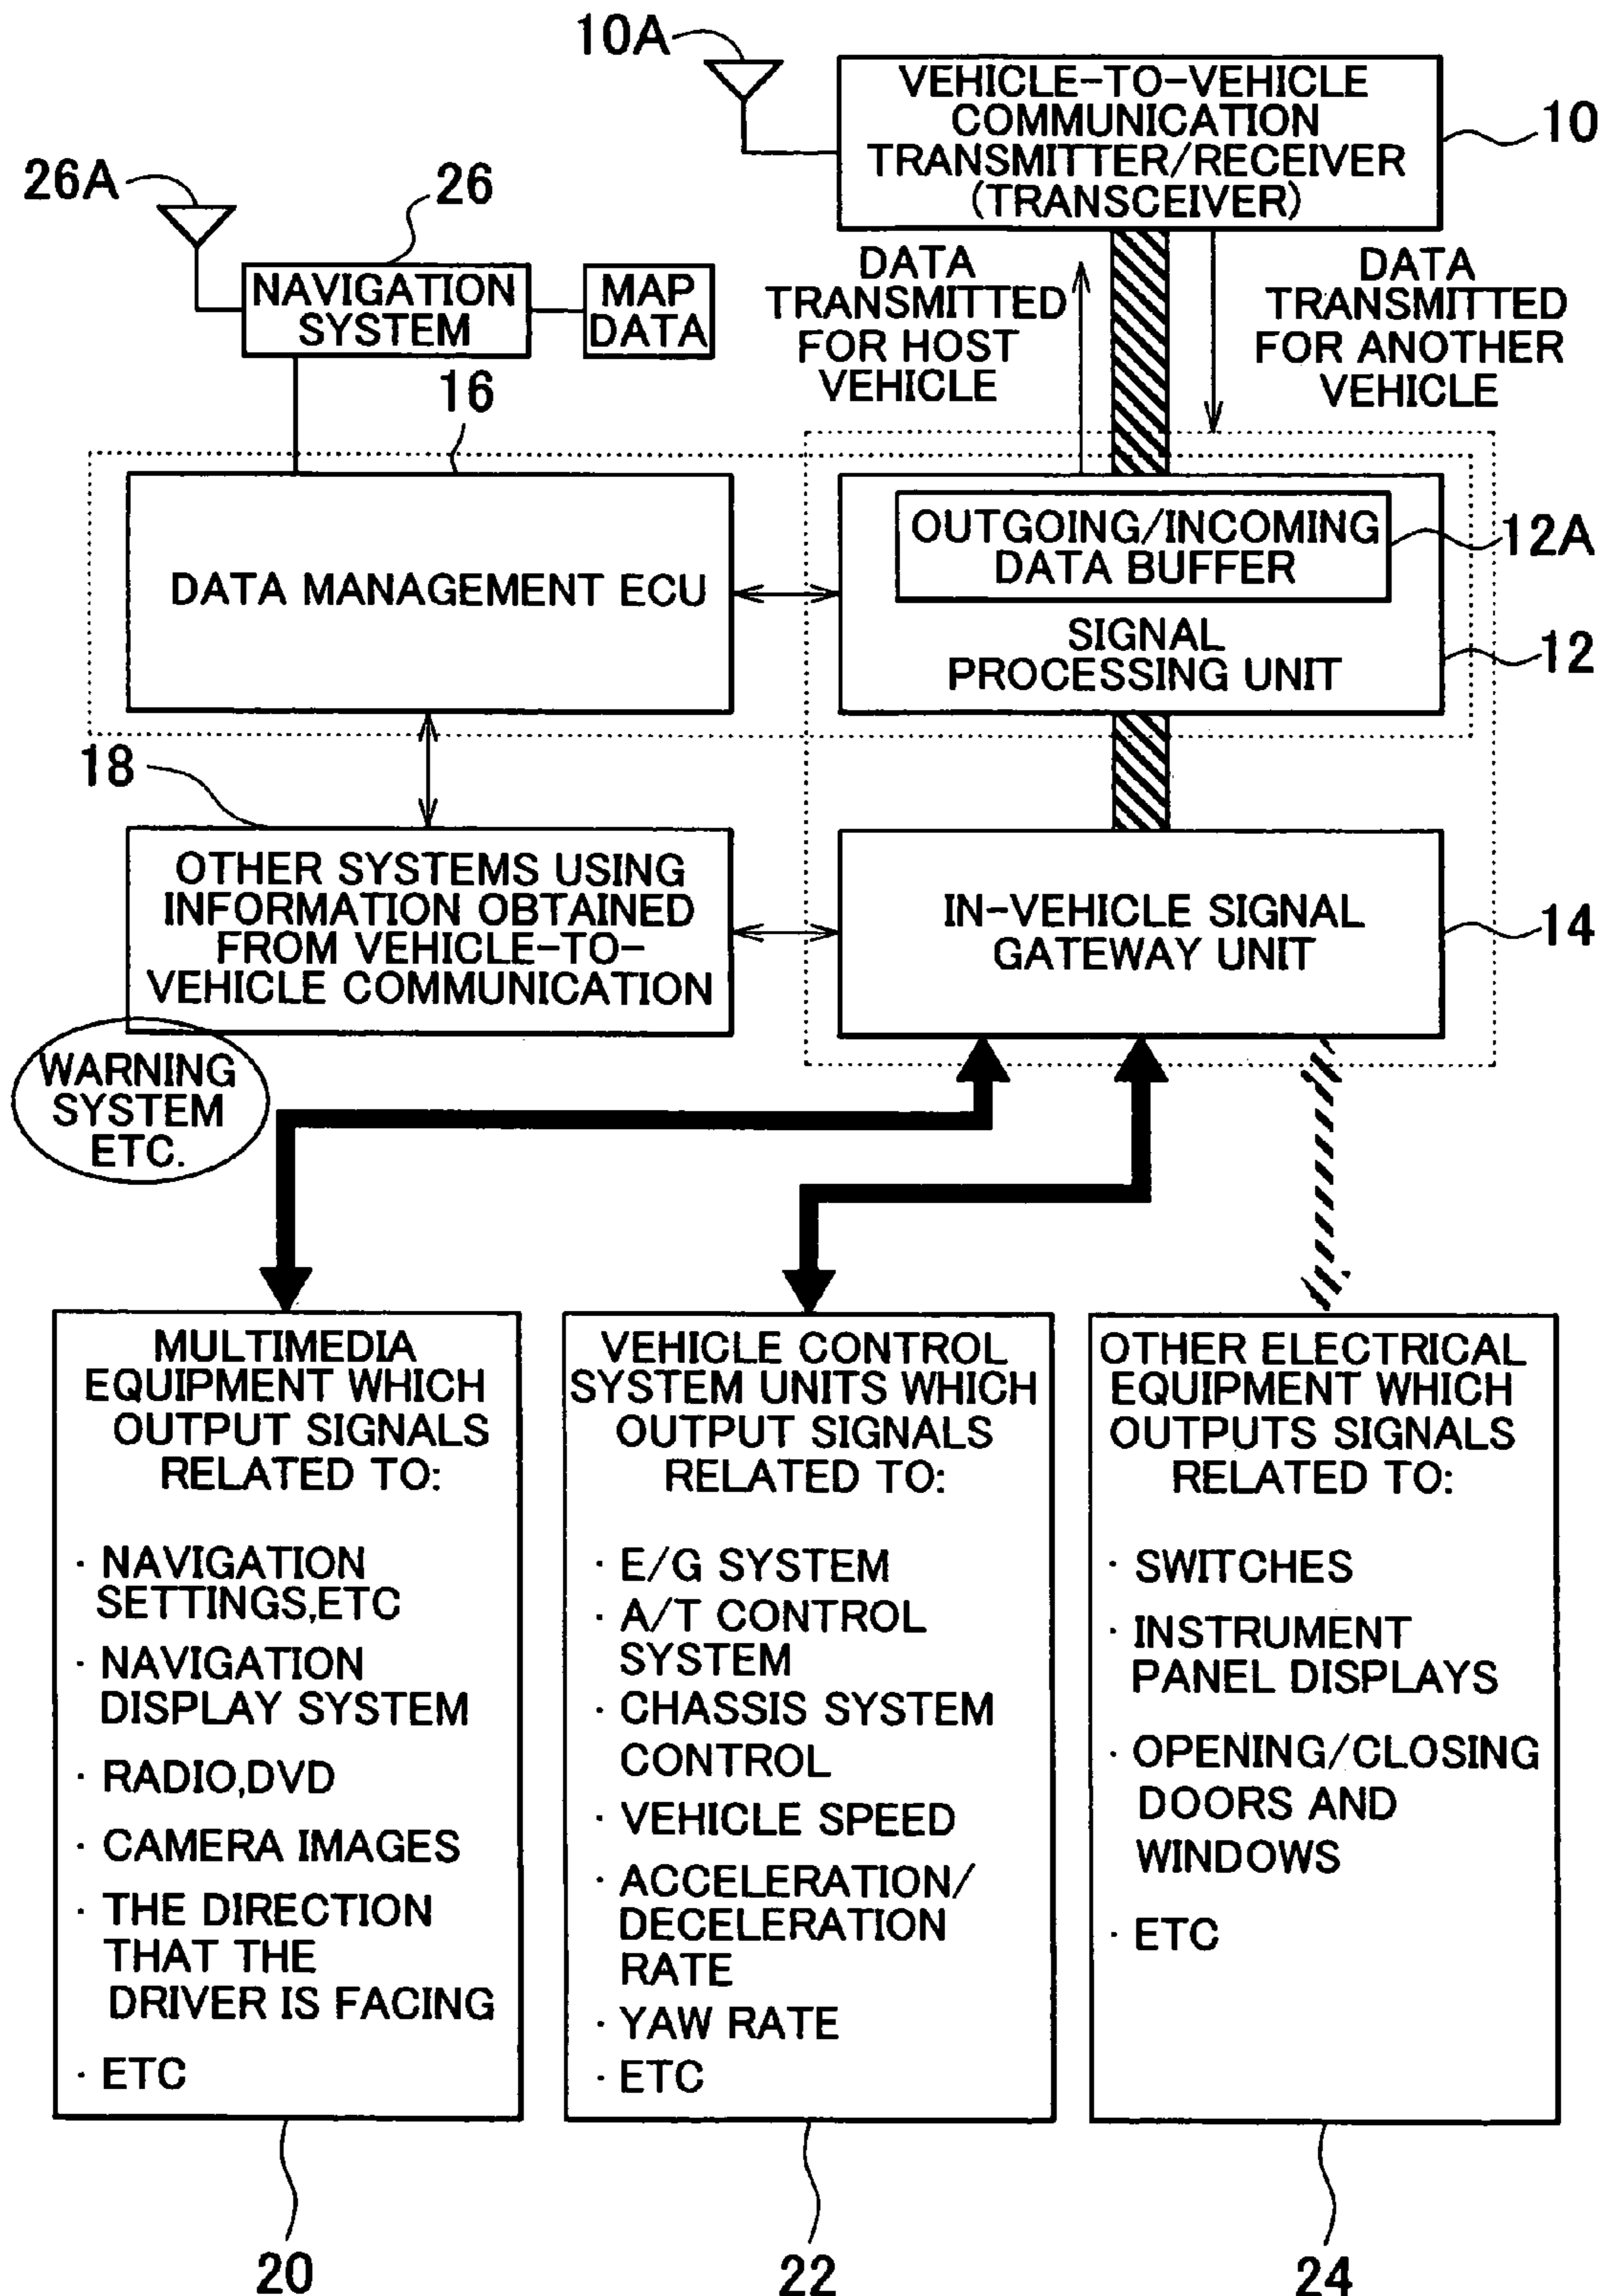 10A
VEHICLE-TO-VEHICLE
COMMUNICATION
TRANSMITTER/RECEIVER
(TRANSCEIVER)
10
26A
26
NAVIGATION
SYSTEM
MAP
DATA
DATA
TRANSMITTED
FOR HOST
VEHICLE
DATA
TRANSMITTED
FOR ANOTHER
VEHICLE
16
DATA MANAGEMENT ECU
OUTGOING/INCOMING
DATA BUFFER
12A
SIGNAL
PROCESSING UNIT
12
18
OTHER SYSTEMS USING
INFORMATION OBTAINED
FROM VEHICLE-TO-
VEHICLE COMMUNICATION
IN-VEHICLE SIGNAL
GATEWAY UNIT
14
WARNING
SYSTEM
ETC.
MULTIMEDIA
EQUIPMENT WHICH
OUTPUT SIGNALS
RELATED TO:
· NAVIGATION
SETTINGS,ETC
· NAVIGATION
DISPLAY SYSTEM
· RADIO,DVD
· CAMERA IMAGES
· THE DIRECTION
THAT THE
DRIVER IS FACING
· ETC
20
VEHICLE CONTROL
SYSTEM UNITS WHICH
OUTPUT SIGNALS
RELATED TO:
· E/G SYSTEM
· A/T CONTROL
SYSTEM
· CHASSIS SYSTEM
CONTROL
· VEHICLE SPEED
· ACCELERATION/
DECELERATION
RATE
· YAW RATE
· ETC
22
OTHER ELECTRICAL
EQUIPMENT WHICH
OUTPUTS SIGNALS
RELATED TO:
· SWITCHES
· INSTRUMENT
PANEL DISPLAYS
· OPENING/CLOSING
DOORS AND
WINDOWS
· ETC
24